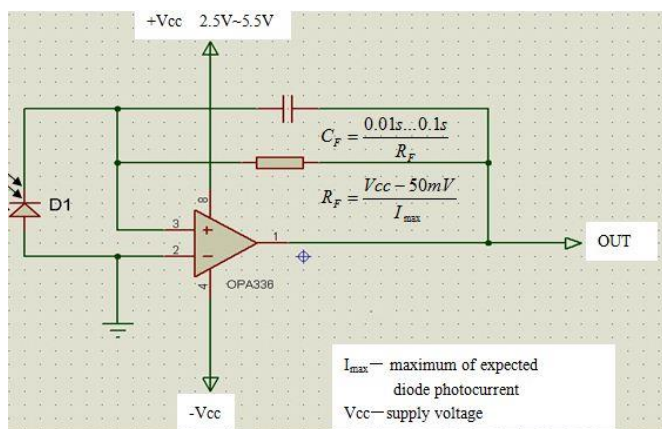 +Vcc 2.5V~5.5V
C_F = 0.01s...0.1s / R_F
D1
R_F = Vcc − 50mV / I_max
8
3
+
2
−
1
OUT
4
OPA336
−Vcc
I_max— maximum of expected
diode photocurrent
Vcc—supply voltage